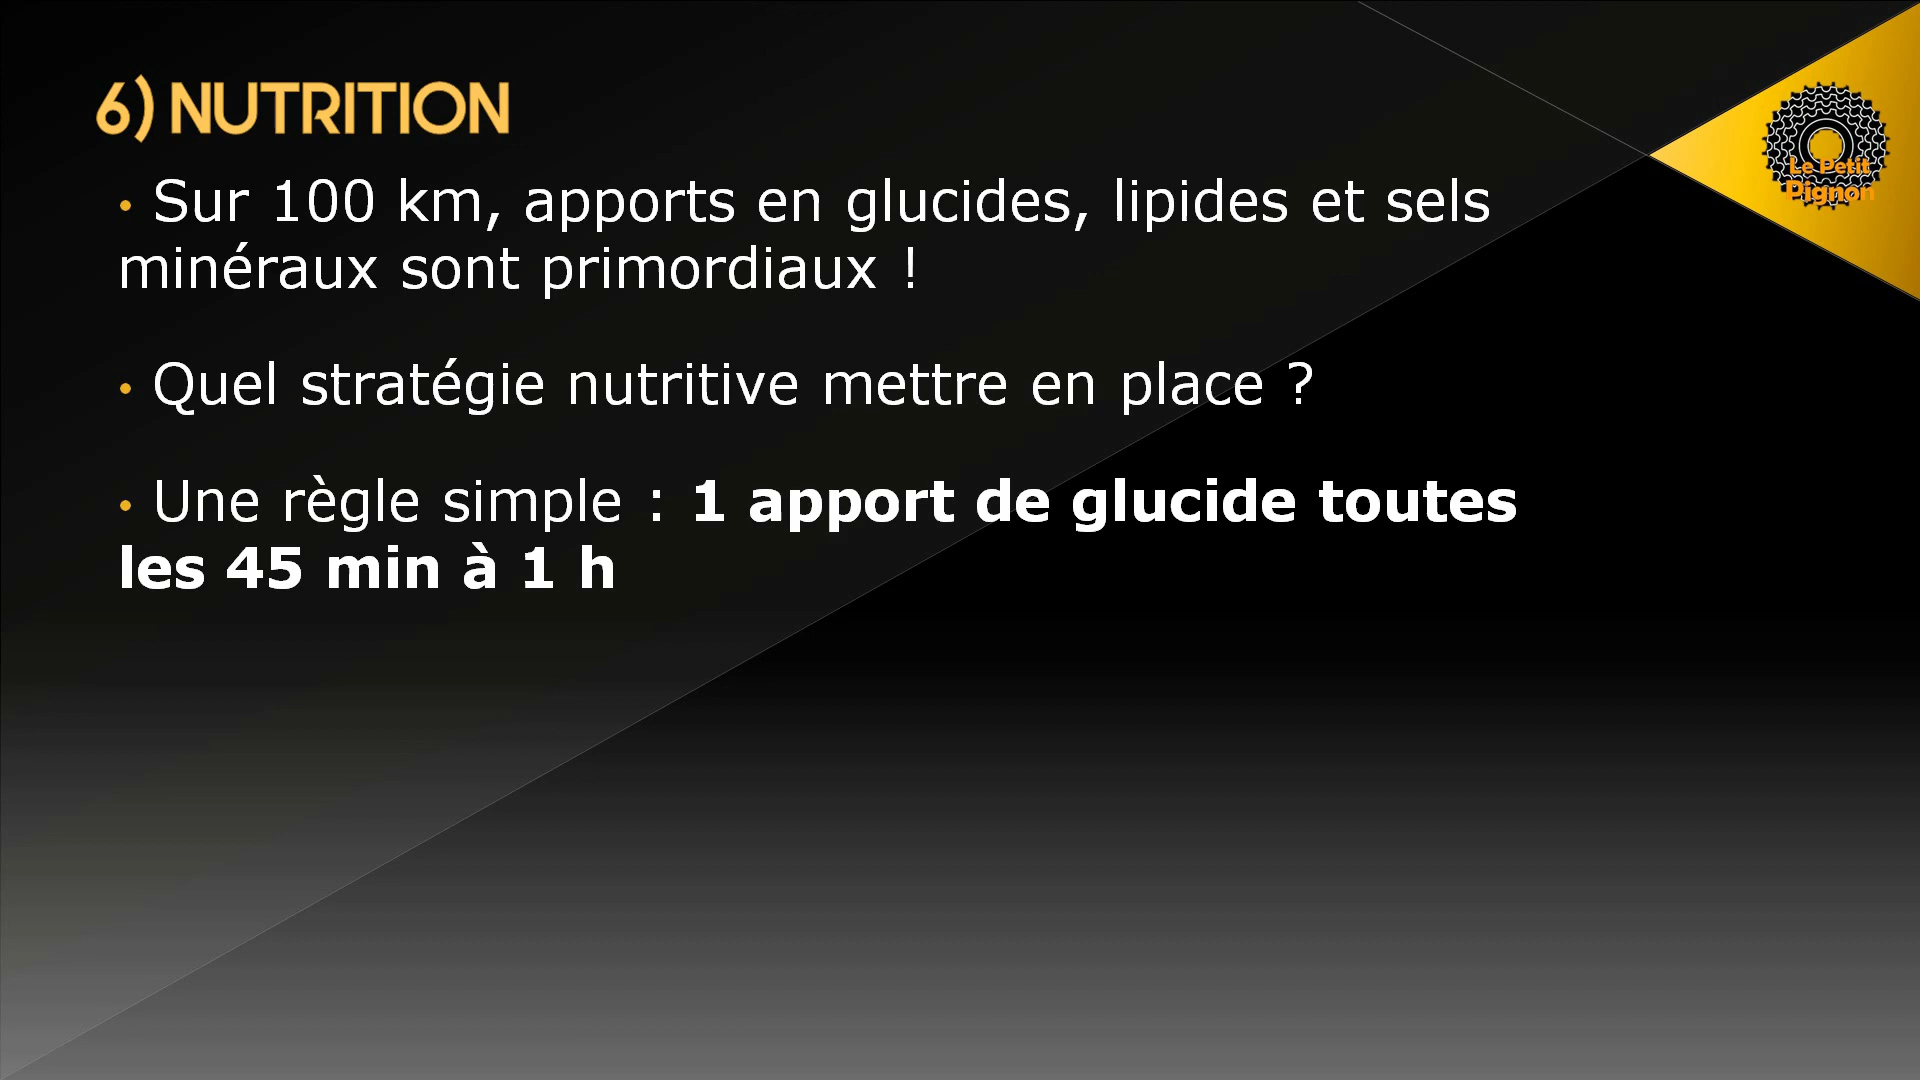 6) NUTRITION
Le Petit
Pignon
• Sur 100 km, apports en glucides, lipides et sels
minéraux sont primordiaux !
• Quel stratégie nutritive mettre en place ?
• Une règle simple : 1 apport de glucide toutes
les 45 min à 1 h